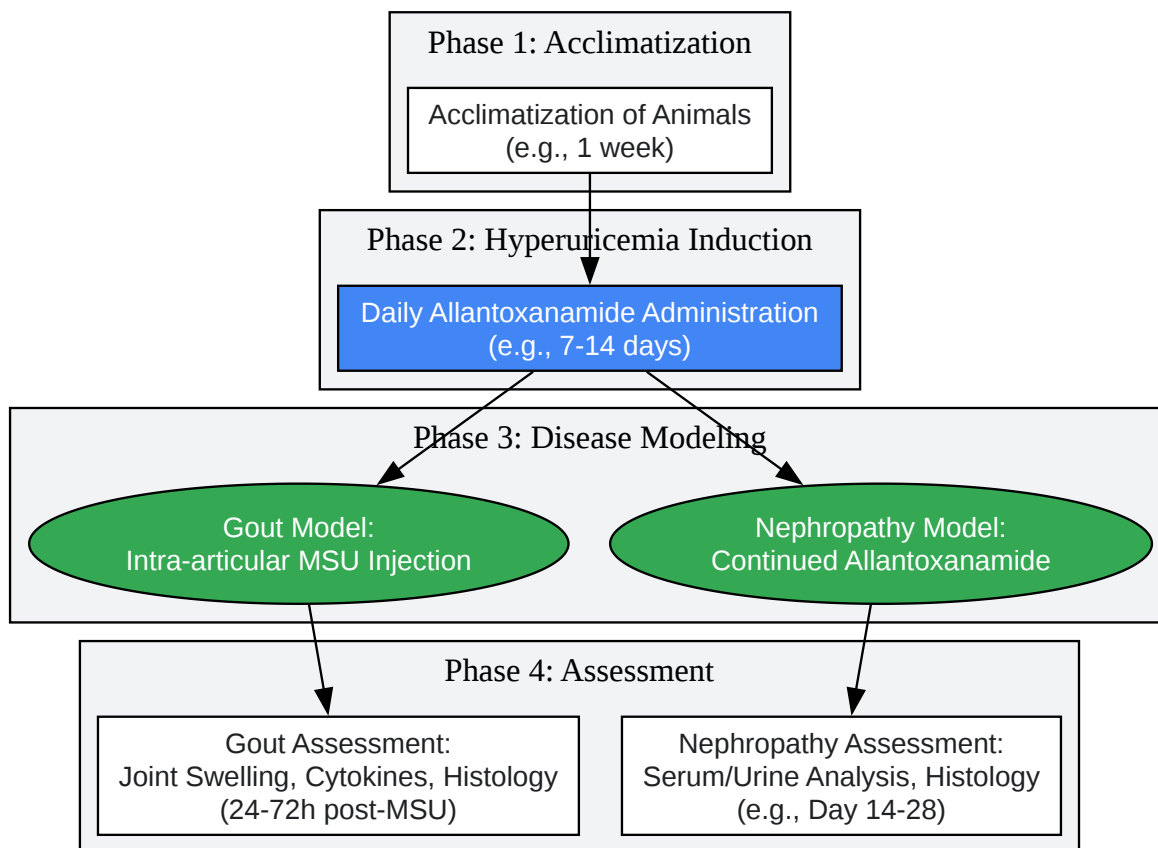 Phase 1: Acclimatization
Acclimatization of Animals
(e.g., 1 week)
Phase 2: Hyperuricemia Induction
Daily Allantoxanamide Administration
(e.g., 7-14 days)
Phase 3: Disease Modeling
Gout Model:
Intra-articular MSU Injection
Nephropathy Model:
Continued Allantoxanamide
Phase 4: Assessment
Gout Assessment:
Joint Swelling, Cytokines, Histology
(24-72h post-MSU)
Nephropathy Assessment:
Serum/Urine Analysis, Histology
(e.g., Day 14-28)